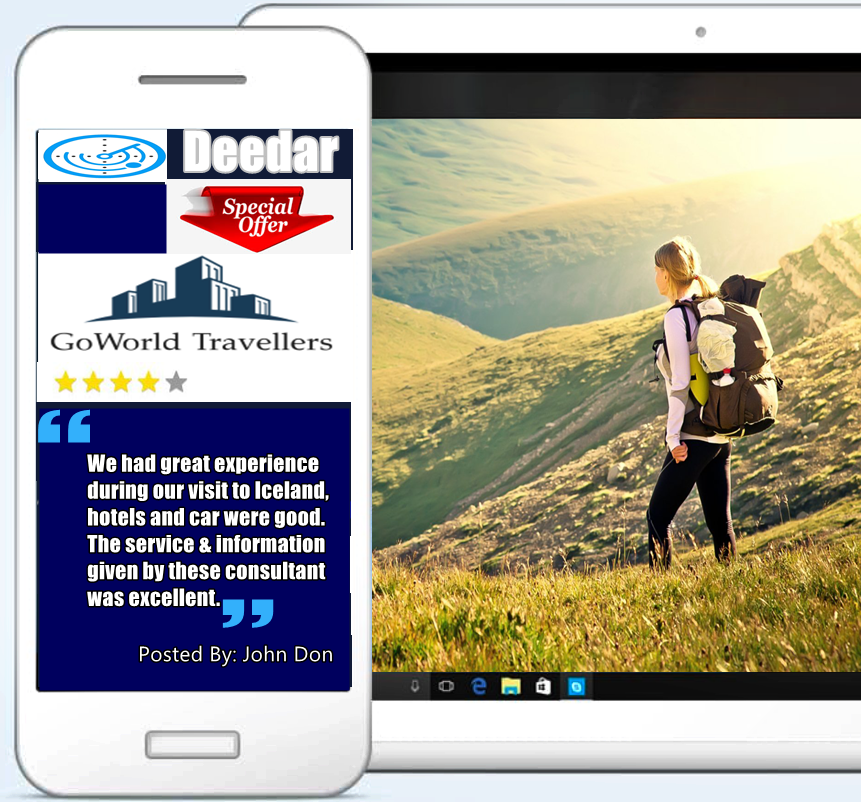 Deedar
Special
Offer
GoWorld Travellers
We had great experience
during our visit to Iceland,
hotels and car were good.
The service & information
given by these consultant
was excellent.
Posted By: John Don